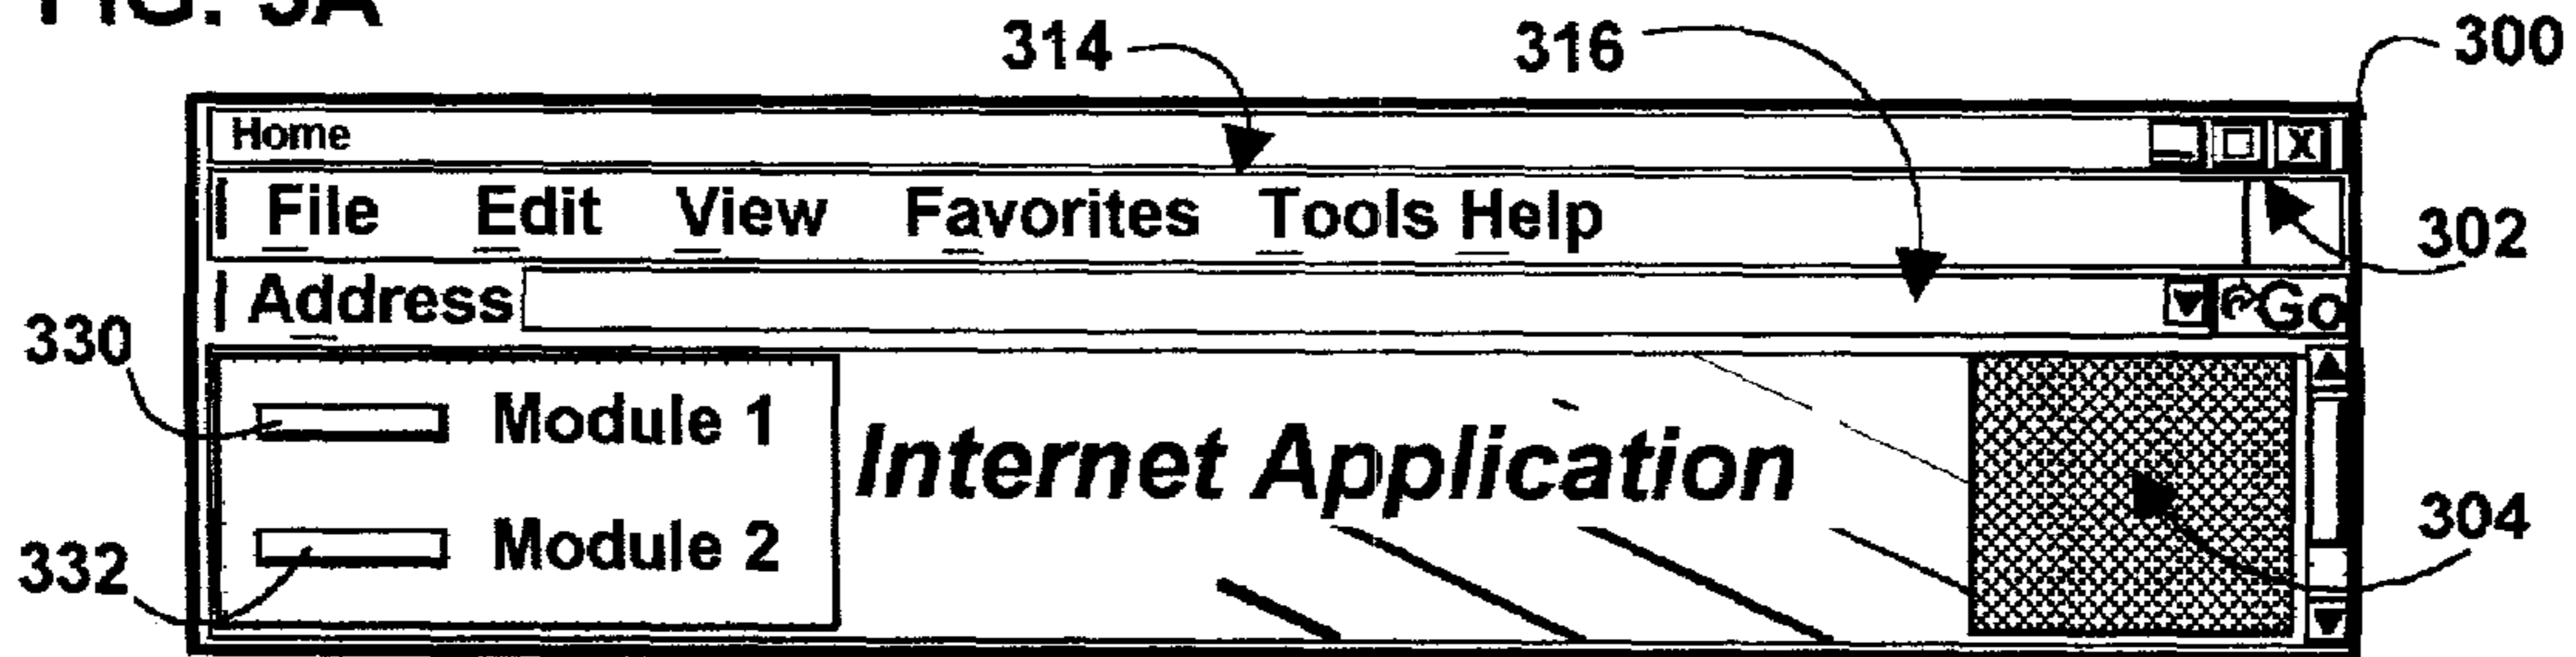 FIG. 3A
314 316 300
Home X
File Edit View Favorites Tools Help
302
Address Go
330
Module 1
Internet Application
304
332
Module 2